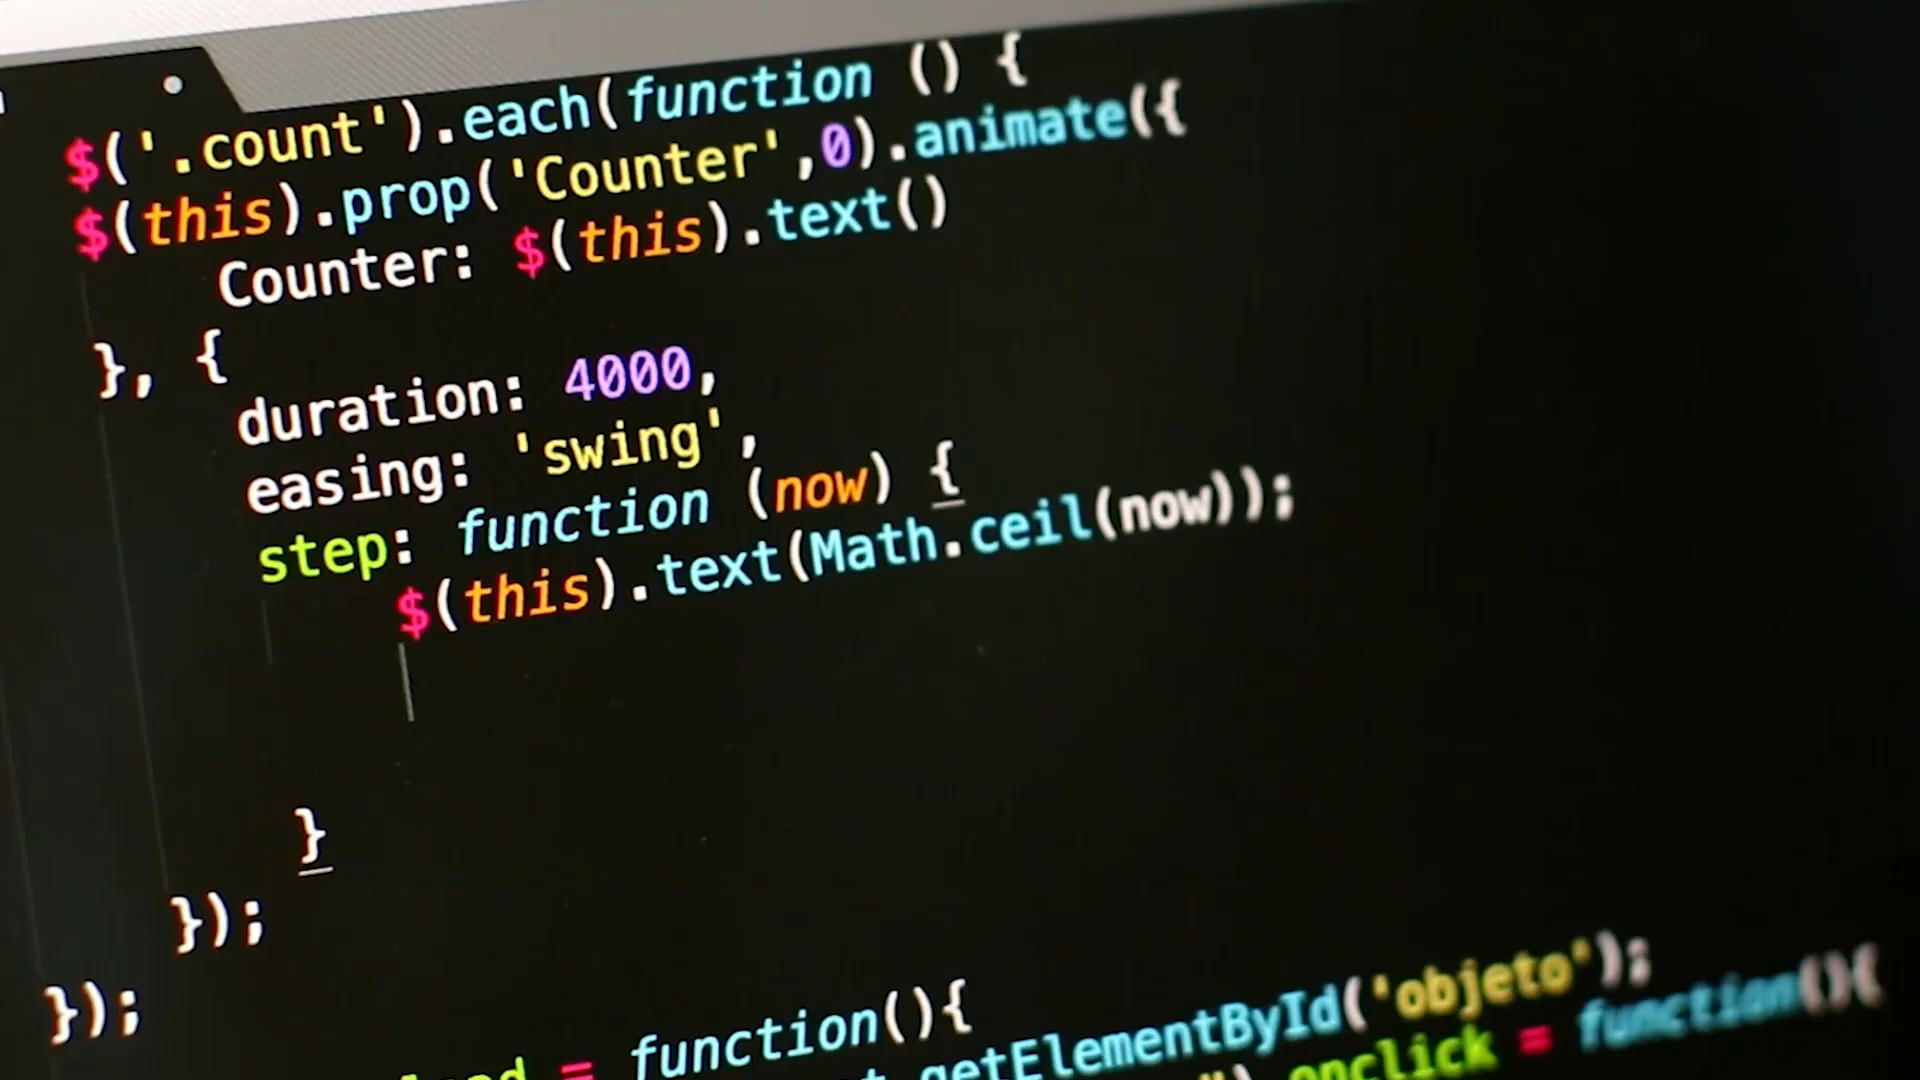 $('.count').each(function () {
$(this).prop('Counter',0).animate({
Counter: $(this).text()
}, {
duration: 4000,
easing: 'swing',
step: function (now) {
$(this).text(Math.ceil(now));
}
});
});
= function(){
getElementById('objeto');
onclick = function(){